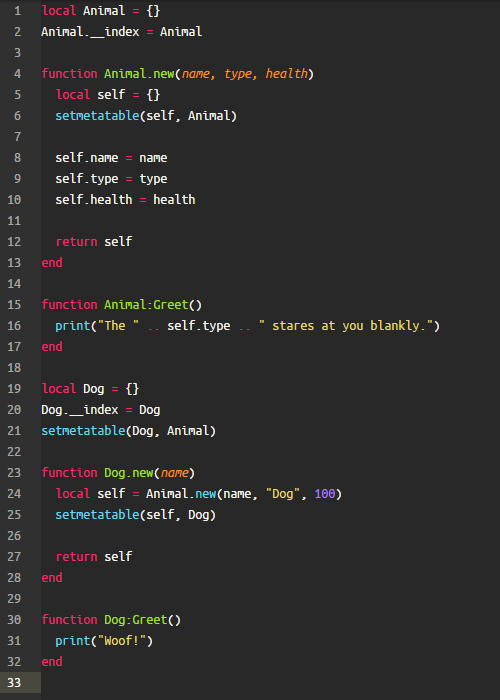 1 local Animal = {}
2 Animal.__index = Animal
3
4 function Animal.new(name, type, health)
5   local self = {}
6   setmetatable(self, Animal)
7
8   self.name = name
9   self.type = type
10   self.health = health
11
12   return self
13 end
14
15 function Animal:Greet()
16   print("The " .. self.type .. " stares at you blankly.")
17 end
18
19 local Dog = {}
20 Dog.__index = Dog
21 setmetatable(Dog, Animal)
22
23 function Dog.new(name)
24   local self = Animal.new(name, "Dog", 100)
25   setmetatable(self, Dog)
26
27   return self
28 end
29
30 function Dog:Greet()
31   print("Woof!")
32 end
33